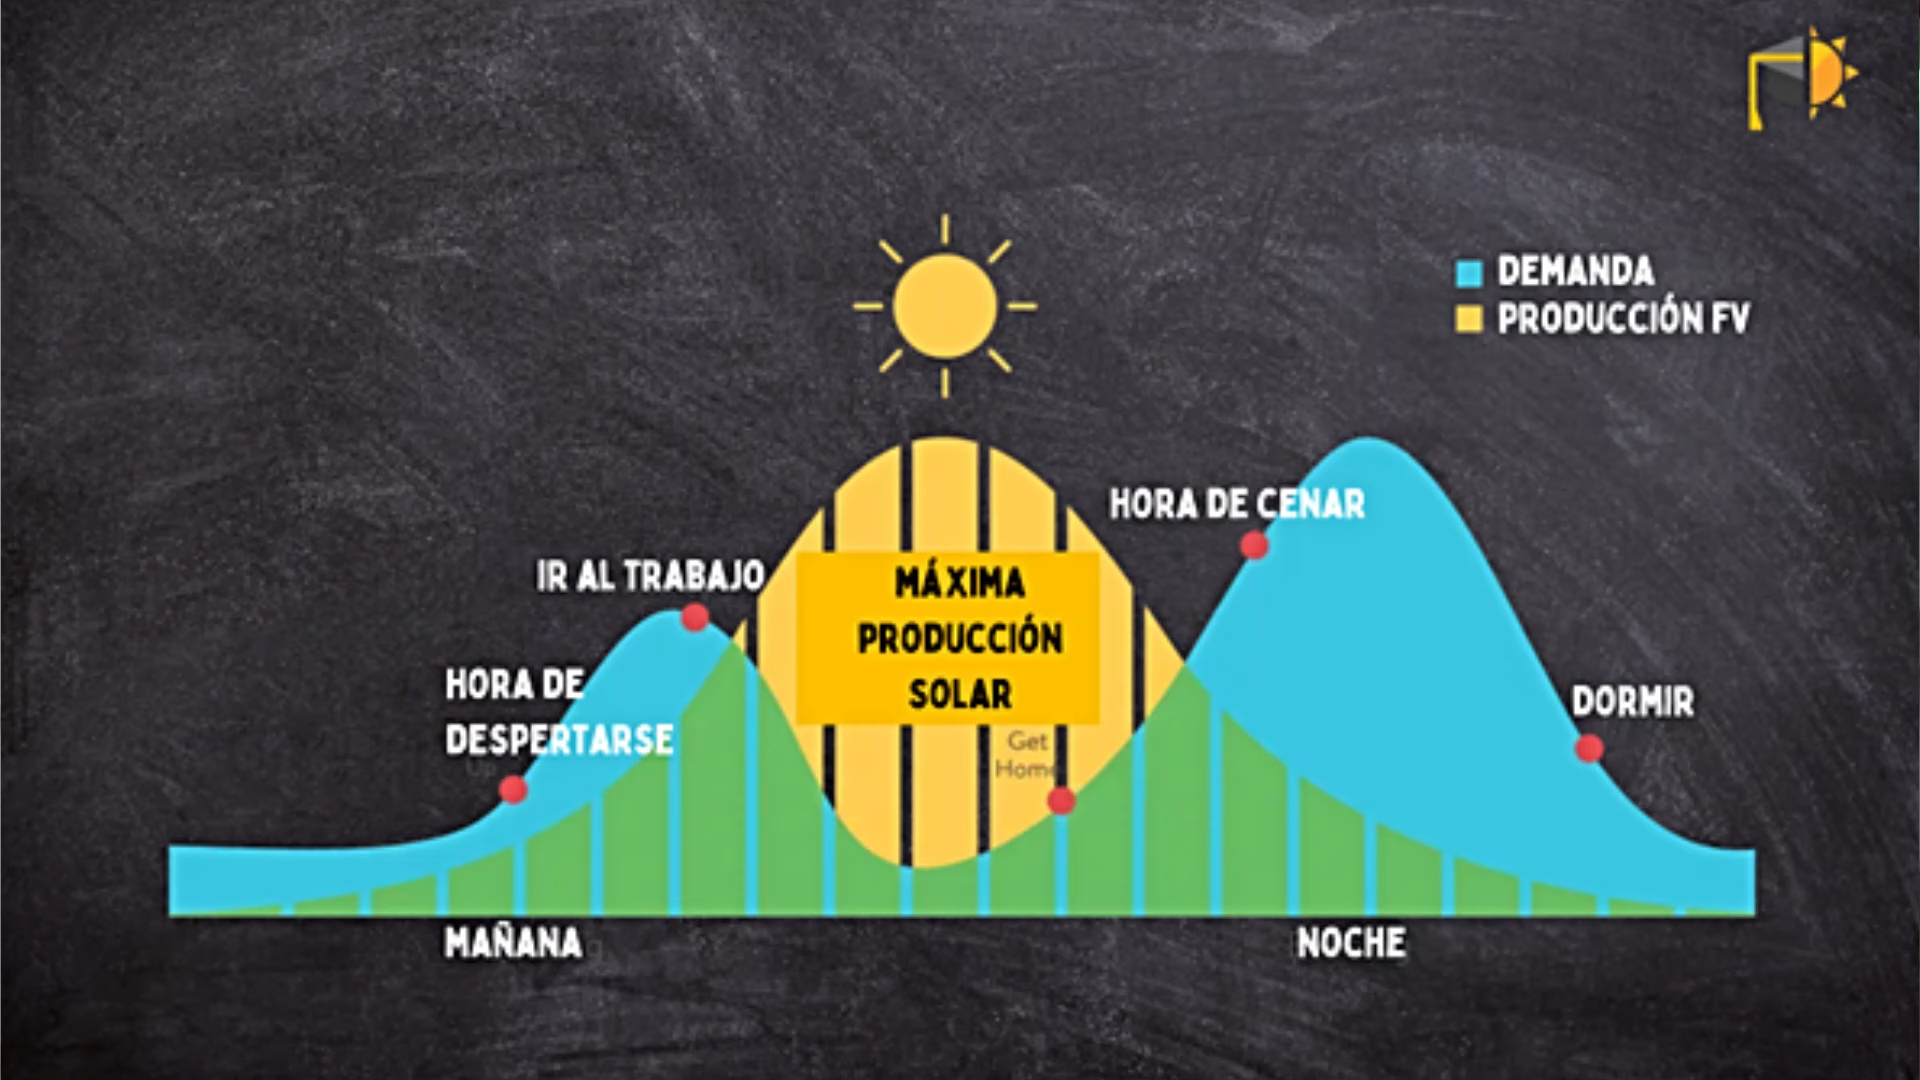 DEMANDA
PRODUCCIÓN FV
HORA DE CENAR
IR AL TRABAJO
MÁXIMA
PRODUCCIÓN
SOLAR
HORA DE
DESPERTARSE
DORMIR
Get
Home
MAÑANA
NOCHE